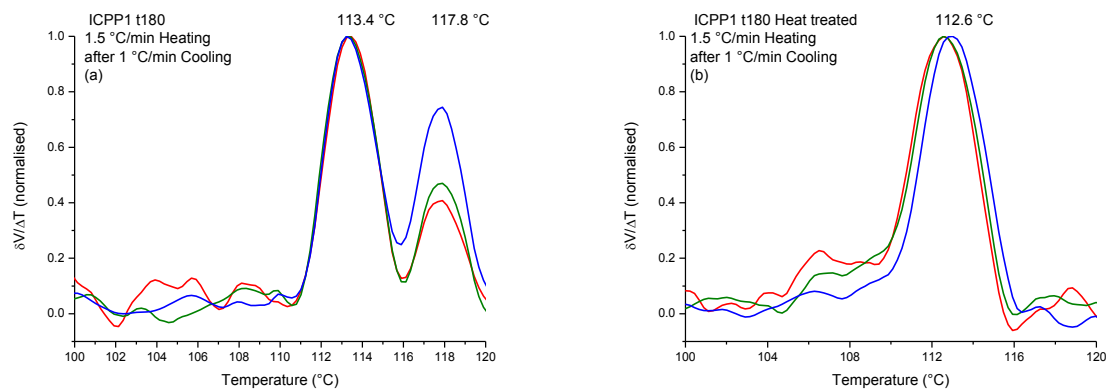 ICPP1 t180
1.5 °C/min Heating
after 1 °C/min Cooling
(a)
113.4 °C
117.8 °C
1.0
0.8
0.6
0.4
0.2
0.0
δV/ΔT (normalised)
100 102 104 106 108 110 112 114 116 118 120
Temperature (°C)
ICPP1 t180 Heat treated
1.5 °C/min Heating
after 1 °C/min Cooling
(b)
112.6 °C
1.0
0.8
0.6
0.4
0.2
0.0
δV/ΔT (normalised)
100 104 108 112 116 120
Temperature (°C)